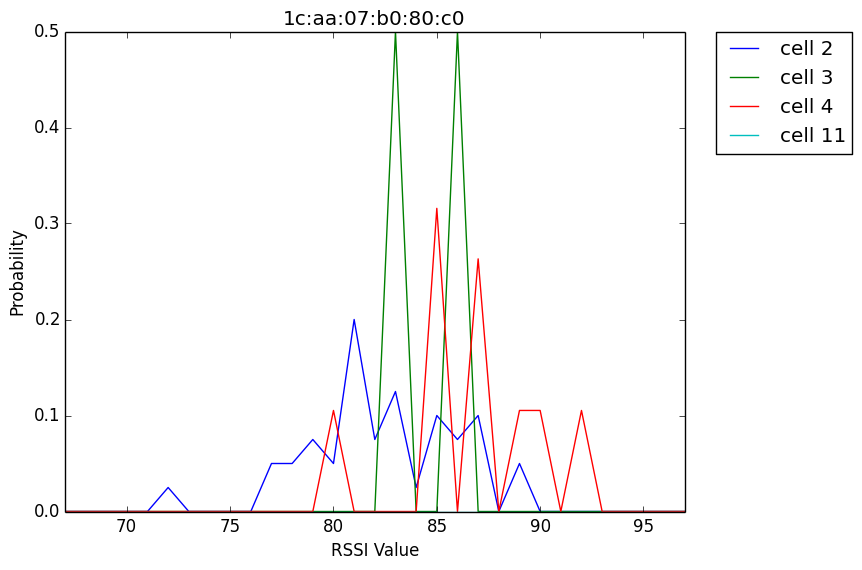 1c:aa:07:b0:80:c0
0.5
0.4
0.3
0.2
0.1
0.0
Probability
70 75 80 85 90 95
RSSI Value
cell 2
cell 3
cell 4
cell 11